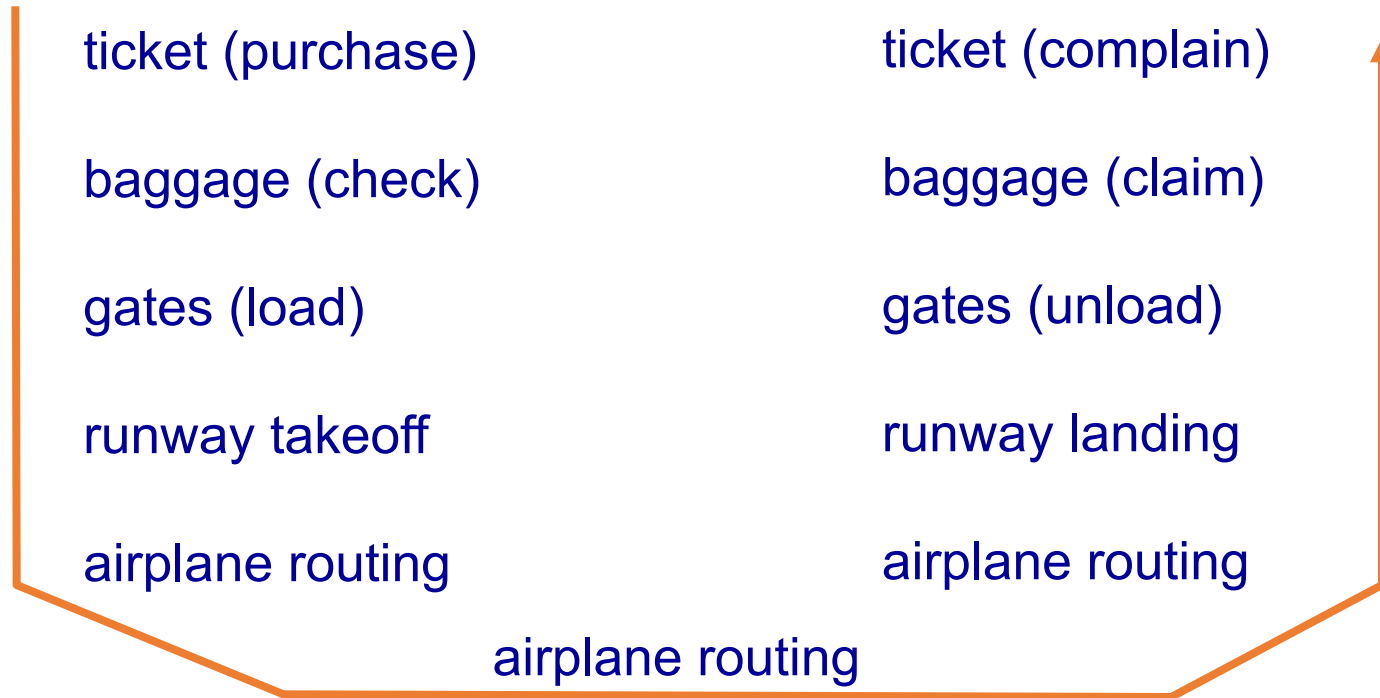 ticket (purchase)
baggage (check)
gates (load)
runway takeoff
airplane routing
ticket (complain)
baggage (claim)
gates (unload)
runway landing
airplane routing
airplane routing